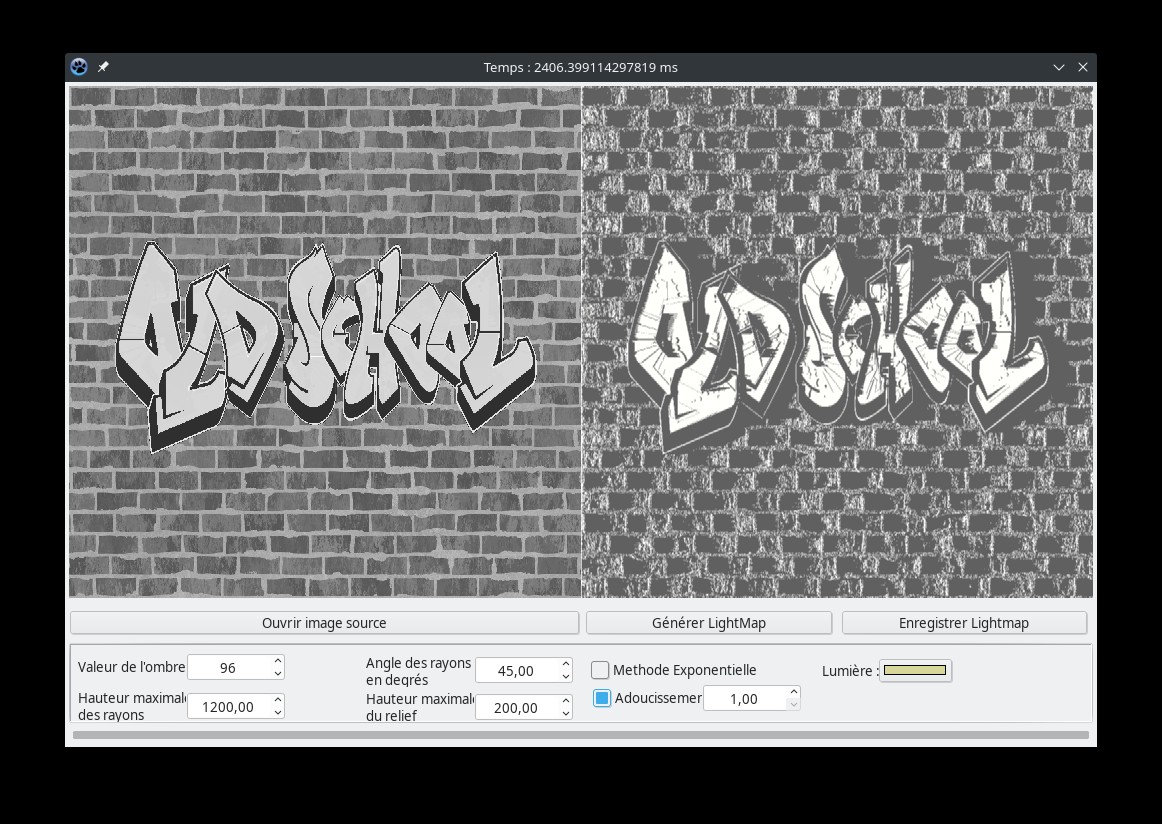 Temps : 2406.399114297819 ms
OLD SCHOOL OLD SCHOOL
Ouvrir image source Générer LightMap Enregistrer Lightmap
Valeur de l'ombre 96 Angle des rayons en degrés 45,00 Methode Exponentielle Lumière :
Hauteur maximale des rayons 1200,00 Hauteur maximale du relief 200,00 Adoucissemer 1,00